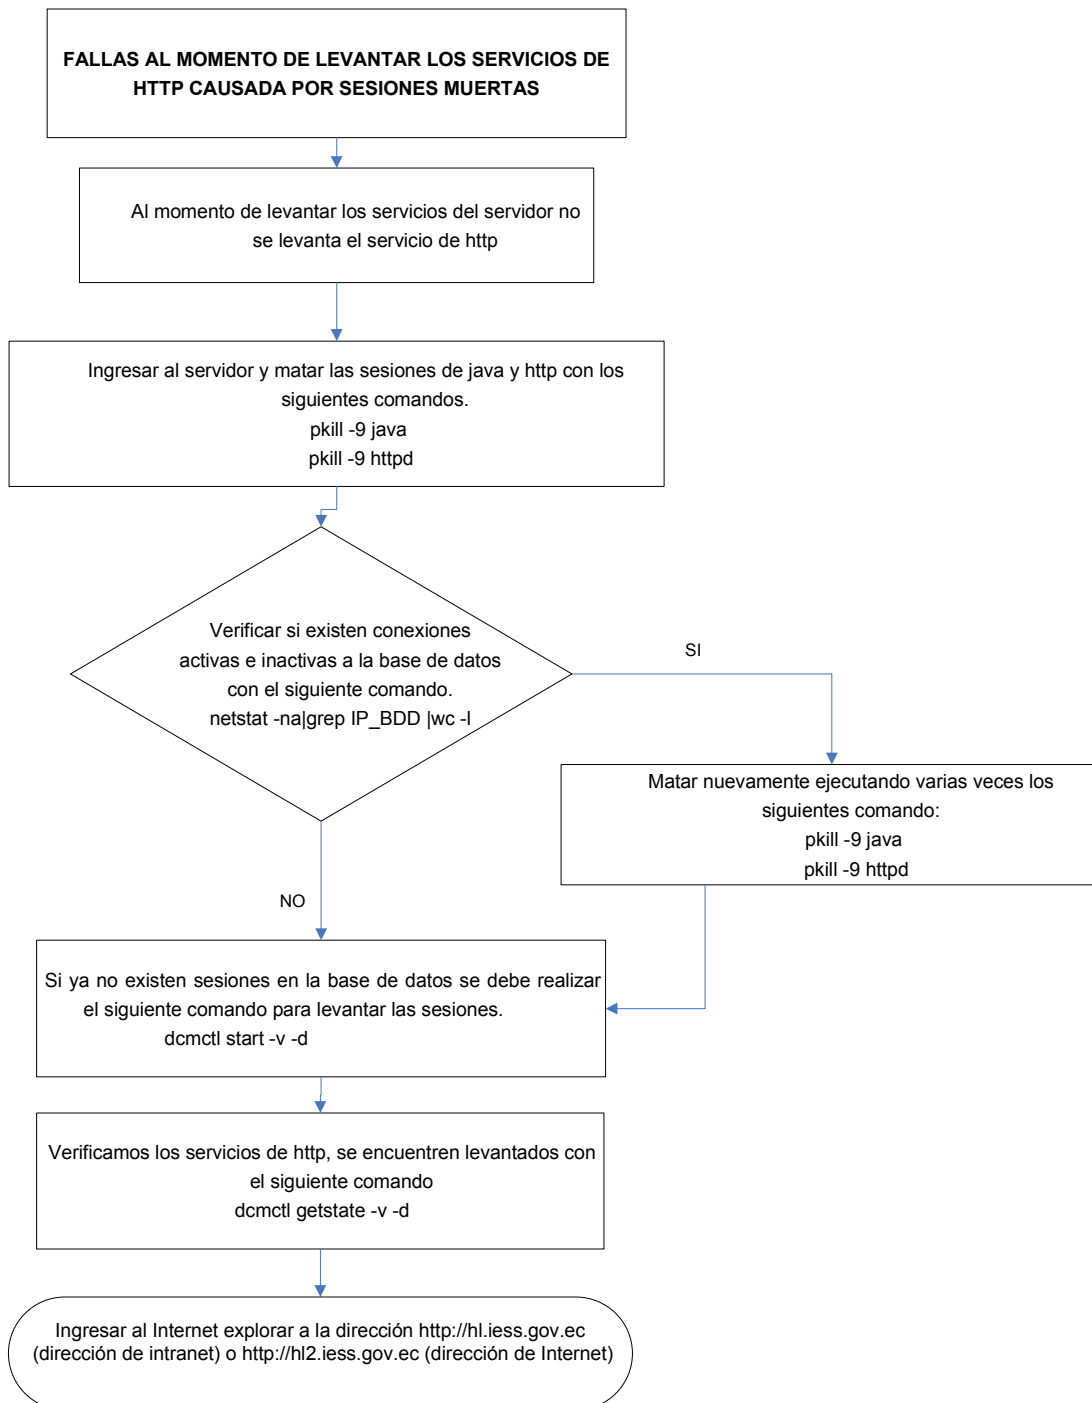 FALLAS AL MOMENTO DE LEVANTAR LOS SERVICIOS DE
HTTP CAUSADA POR SESIONES MUERTAS
Al momento de levantar los servicios del servidor no
se levanta el servicio de http
Ingresar al servidor y matar las sesiones de java y http con los
siguientes comandos.
pkill -9 java
pkill -9 httpd
Verificar si existen conexiones
activas e inactivas a la base de datos
con el siguiente comando.
netstat -na|grep IP_BDD |wc -l
SI
Matar nuevamente ejecutando varias veces los
siguientes comando:
pkill -9 java
pkill -9 httpd
NO
Si ya no existen sesiones en la base de datos se debe realizar
el siguiente comando para levantar las sesiones.
dcmctl start -v -d
Verificamos los servicios de http, se encuentren levantados con
el siguiente comando
dcmctl getstate -v -d
Ingresar al Internet explorar a la dirección http://hl.iess.gov.ec
(dirección de intranet) o http://hl2.iess.gov.ec (dirección de Internet)